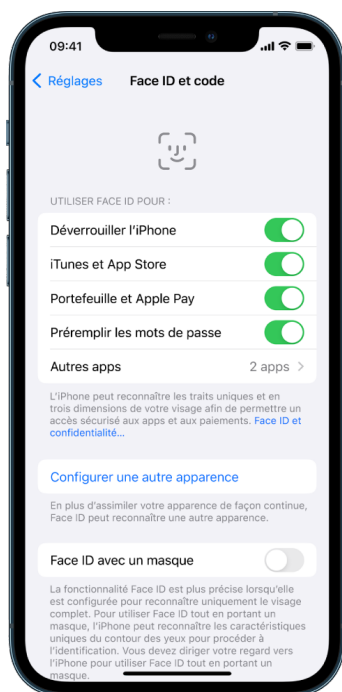 09:41
Réglages
Face ID et code
UTILISER FACE ID POUR :
Déverrouiller l'iPhone
iTunes et App Store
Portefeuille et Apple Pay
Préremplir les mots de passe
Autres apps 2 apps
L'iPhone peut reconnaître les traits uniques et en
trois dimensions de votre visage afin de permettre un
accès sécurisé aux apps et aux paiements. Face ID et
confidentialité...
Configurer une autre apparence
En plus d'assimiler votre apparence de façon continue,
Face ID peut reconnaître une autre apparence.
Face ID avec un masque
La fonctionnalité Face ID est plus précise lorsqu'elle
est configurée pour reconnaître uniquement le visage
complet. Pour utiliser Face ID tout en portant un
masque, l'iPhone peut reconnaître les caractéristiques
uniques du contour des yeux pour procéder à
l'identification. Vous devez diriger votre regard vers
l'iPhone pour utiliser Face ID tout en portant un
masque.